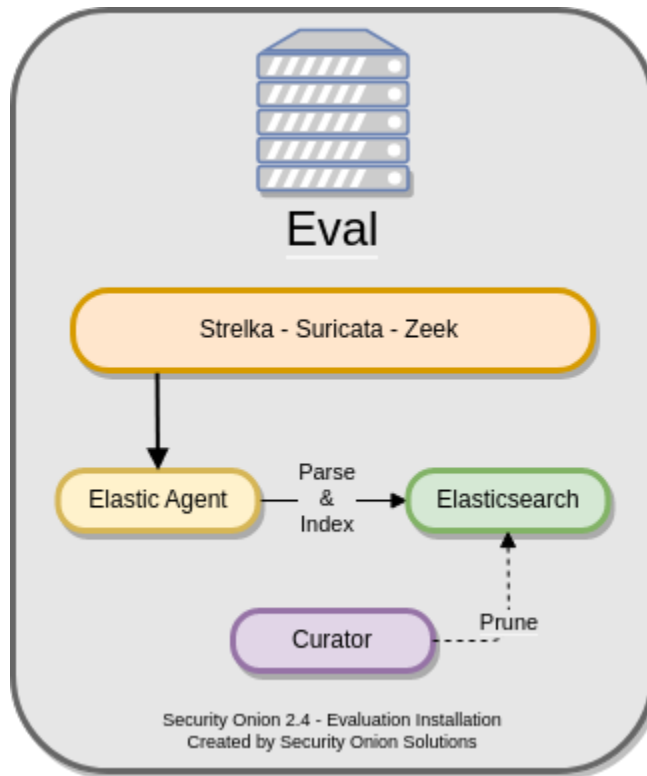 Eval
Strelka - Suricata - Zeek
Elastic Agent
Parse
&
Index
Elasticsearch
Curator
Prune
Security Onion 2.4 - Evaluation Installation
Created by Security Onion Solutions